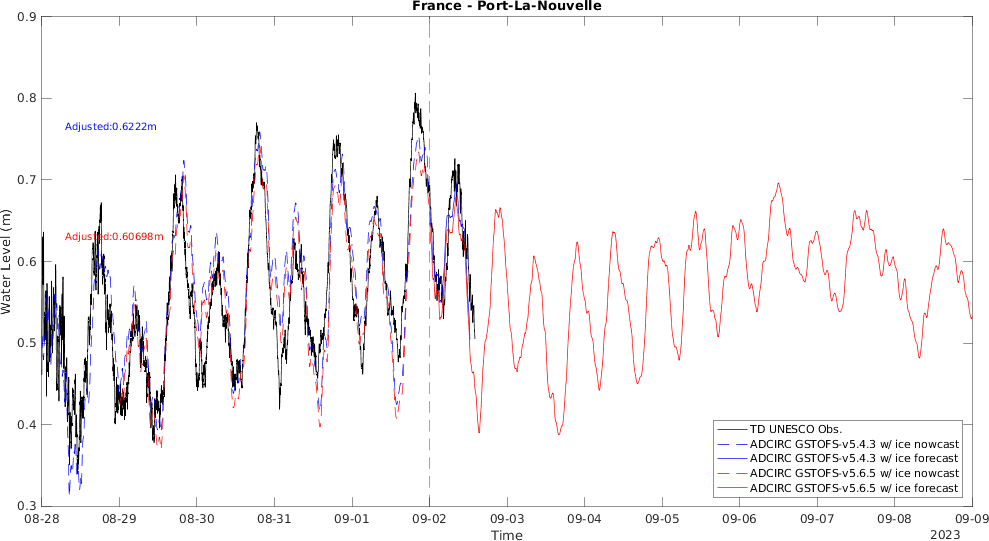 France - Port-La-Nouvelle
0.9
0.8
0.7
0.6
0.5
0.4
0.3
Water Level (m)
Adjusted:0.6222m
Adjusted:0.60698m
TD UNESCO Obs.
ADCIRC GSTOFS-v5.4.3 w/ ice nowcast
ADCIRC GSTOFS-v5.4.3 w/ ice forecast
ADCIRC GSTOFS-v5.6.5 w/ ice nowcast
ADCIRC GSTOFS-v5.6.5 w/ ice forecast
08-28 08-29 08-30 08-31 09-01 09-02 09-03 09-04 09-05 09-06 09-07 09-08 09-09
Time
2023